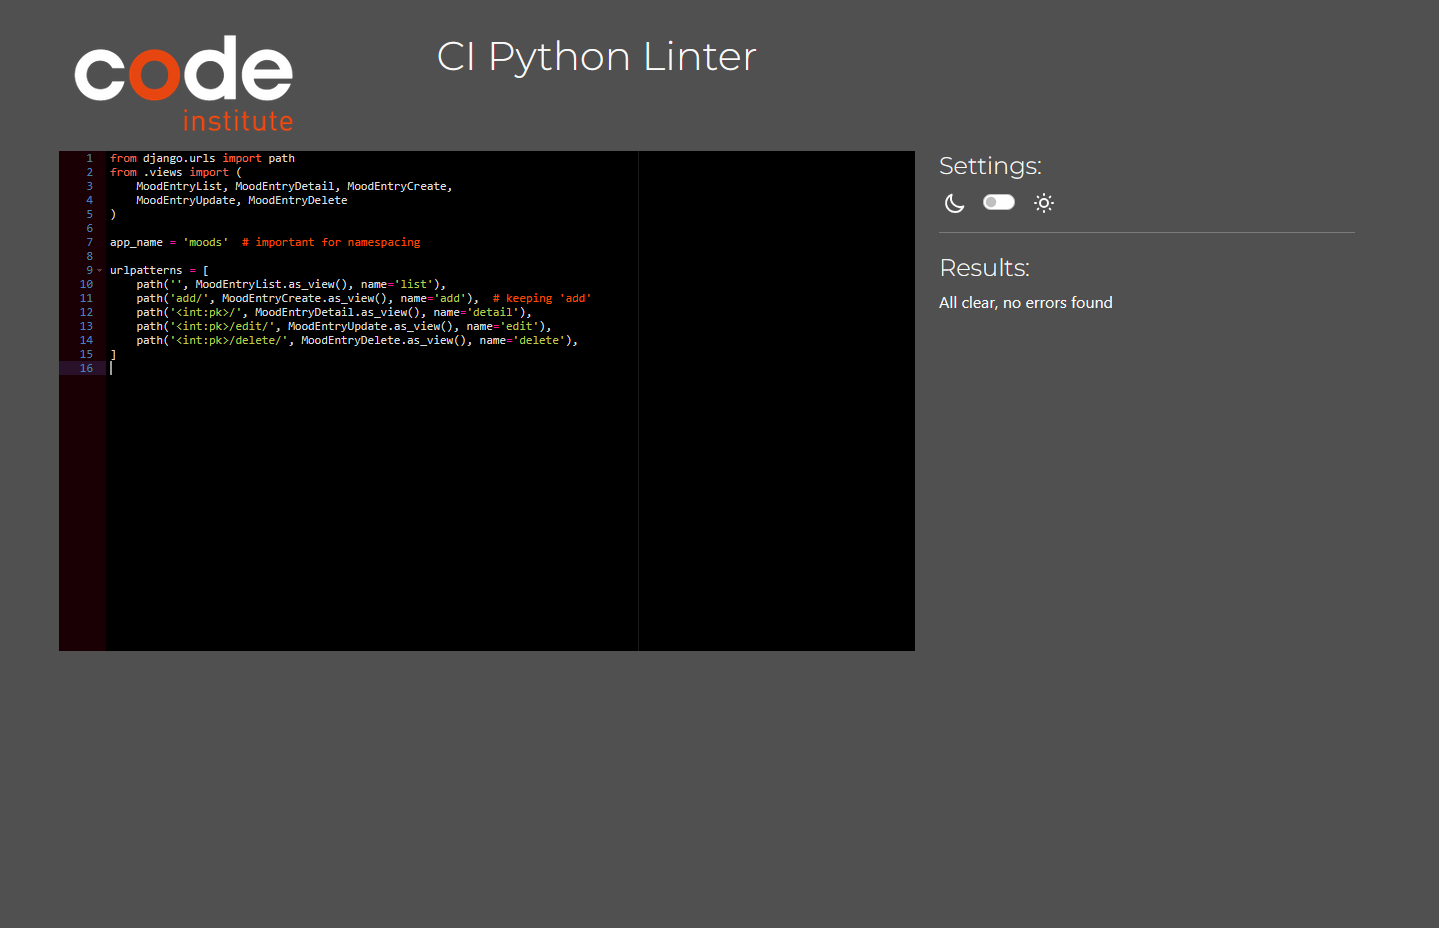 code
institute
CI Python Linter
1 from django.urls import path
2 from .views import (
3     MoodEntryList, MoodEntryDetail, MoodEntryCreate,
4     MoodEntryUpdate, MoodEntryDelete
5 )
6
7 app_name = 'moods'  # important for namespacing
8
9 urlpatterns = [
10     path('', MoodEntryList.as_view(), name='list'),
11     path('add/', MoodEntryCreate.as_view(), name='add'),  # keeping 'add'
12     path('<int:pk>/', MoodEntryDetail.as_view(), name='detail'),
13     path('<int:pk>/edit/', MoodEntryUpdate.as_view(), name='edit'),
14     path('<int:pk>/delete/', MoodEntryDelete.as_view(), name='delete'),
15 ]
16
Settings:
Results:
All clear, no errors found